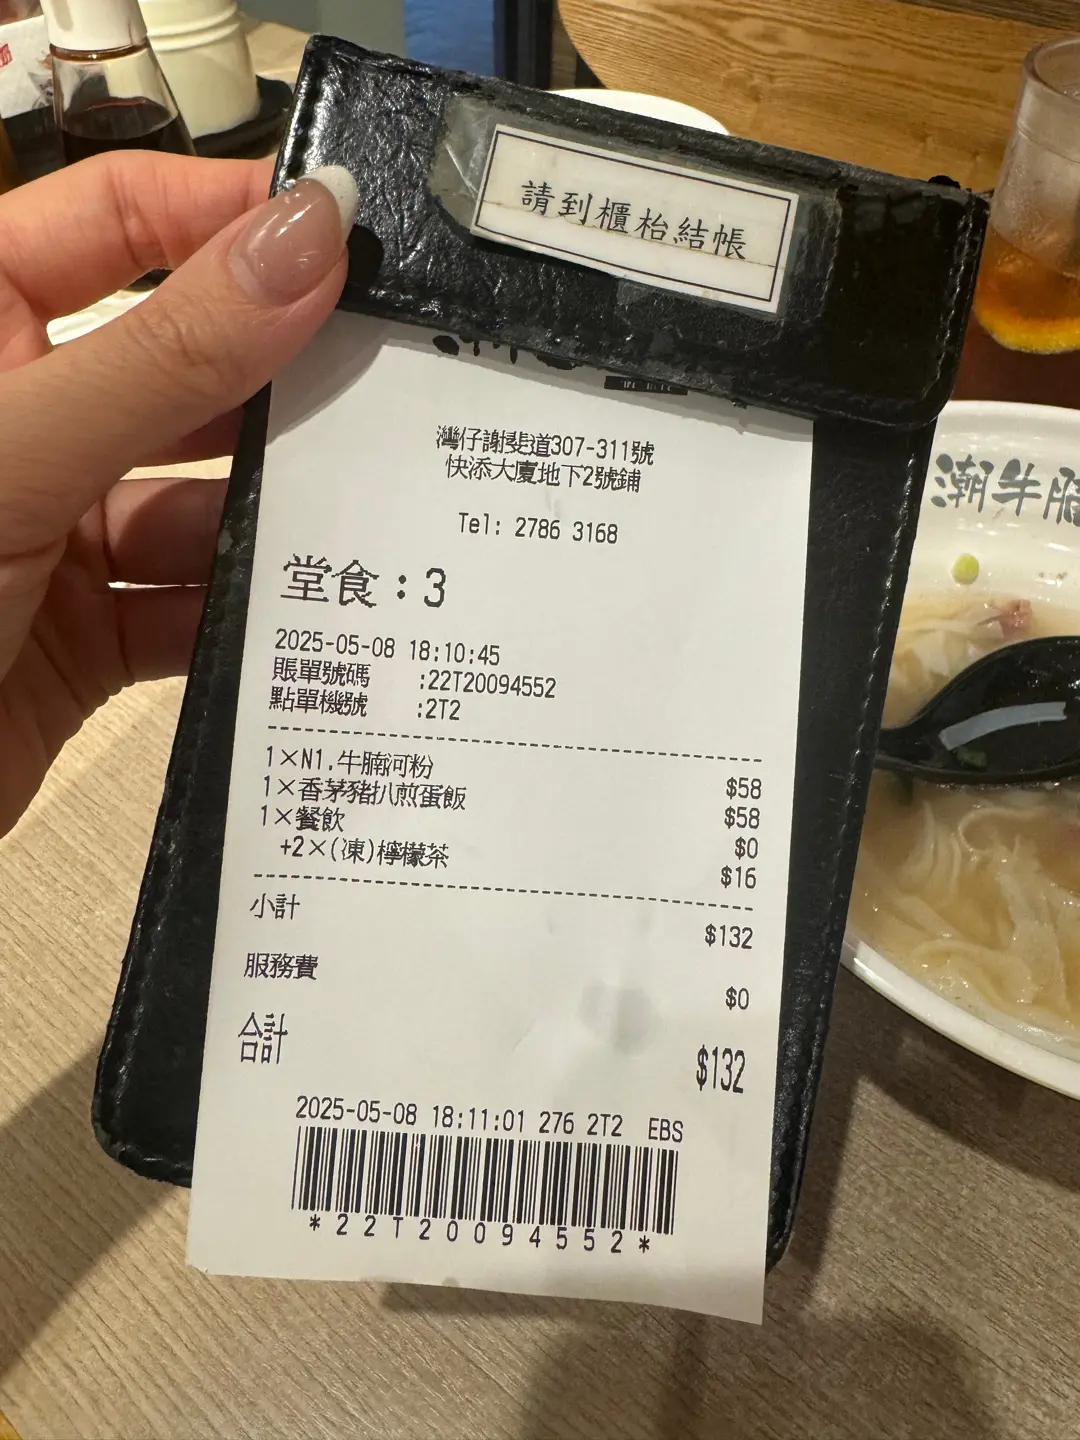 請到櫃枱結帳
灣仔謝斐道307-311號
快添大廈地下2號鋪
Tel: 2786 3168
堂食：3
2025-05-08 18:10:45
賬單號碼 :22T20094552
點單機號 :2T2
1×N1.牛腩河粉 $58
1×香茅豬扒煎蛋飯 $58
1×餐飲 $0
+2×(凍)檸檬茶 $16
小計 $132
服務費 $0
合計 $132
2025-05-08 18:11:01 276 2T2 EBS
*22T20094552*
潮牛腩